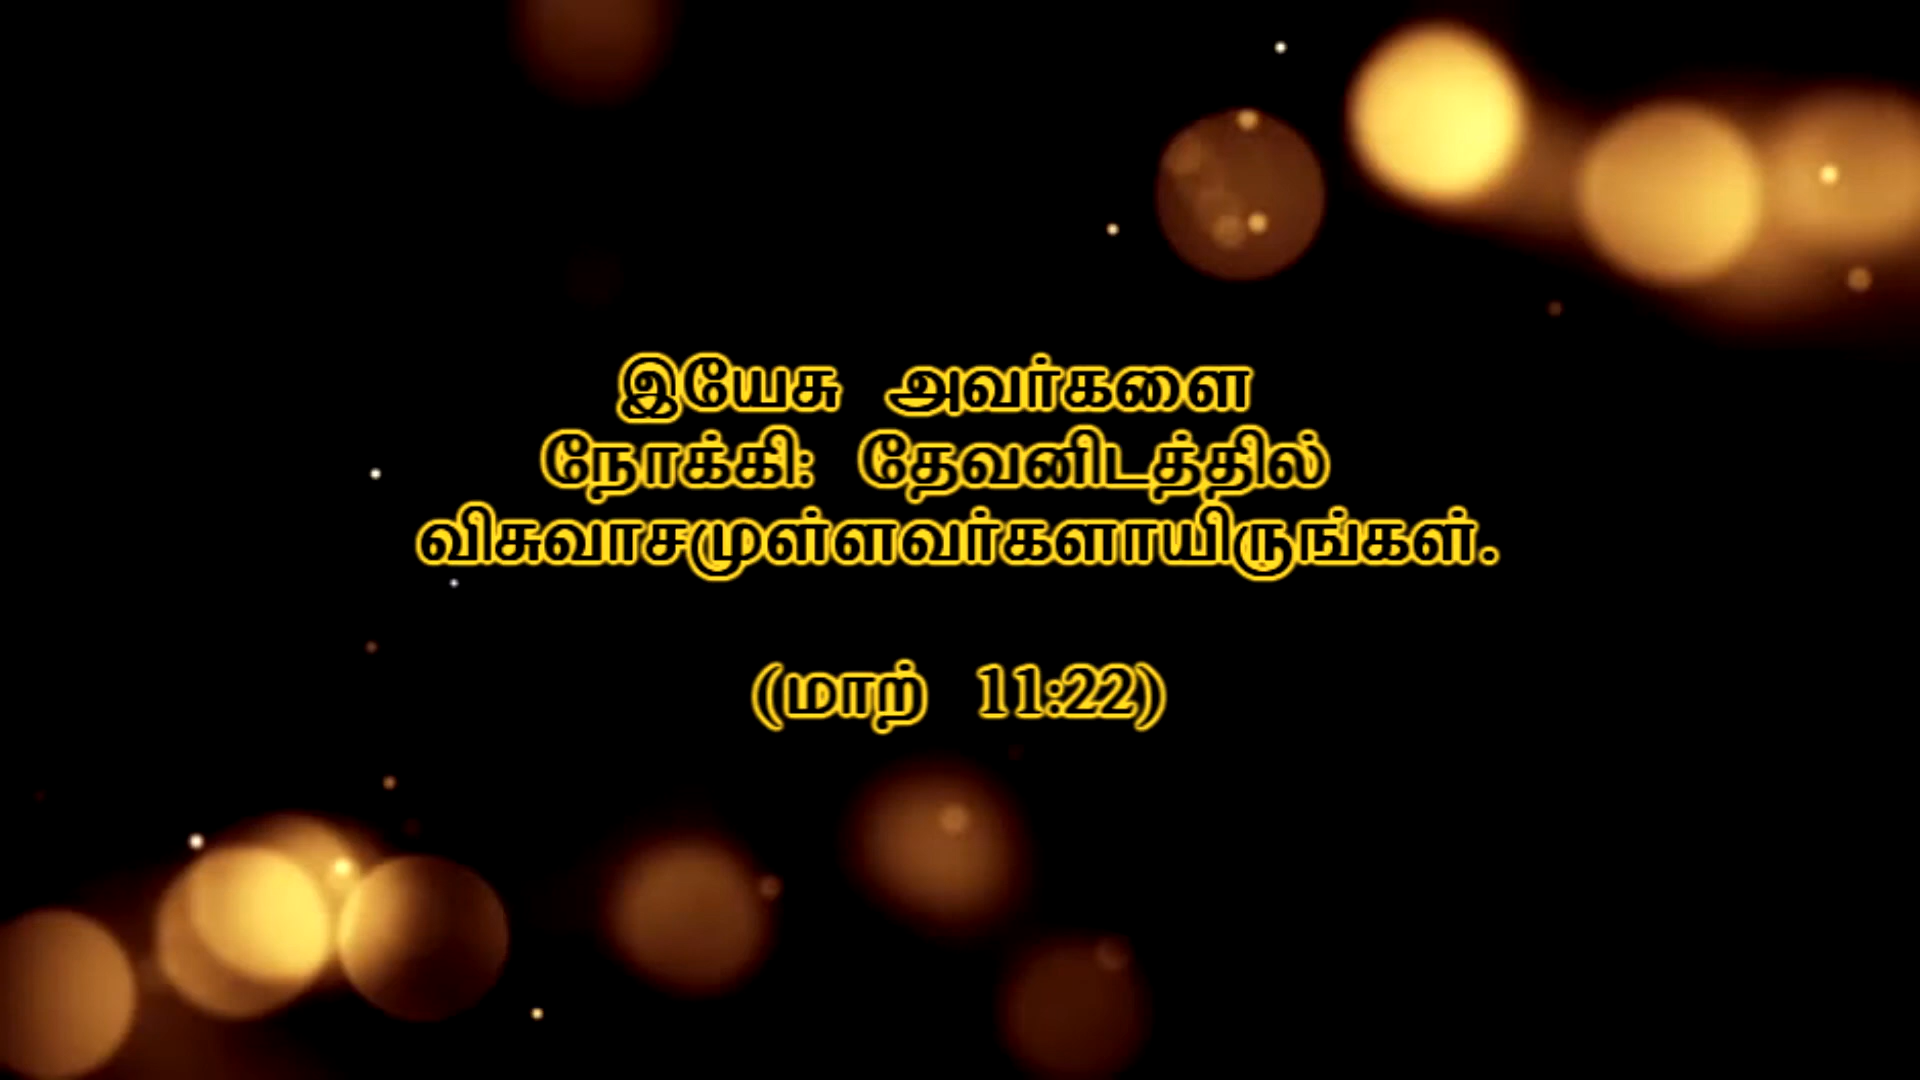 இயேசு அவர்களை
நோக்கி: தேவனிடத்தில்
விசுவாசமுள்ளவர்களாயிருங்கள்.
(மாற் 11:22)